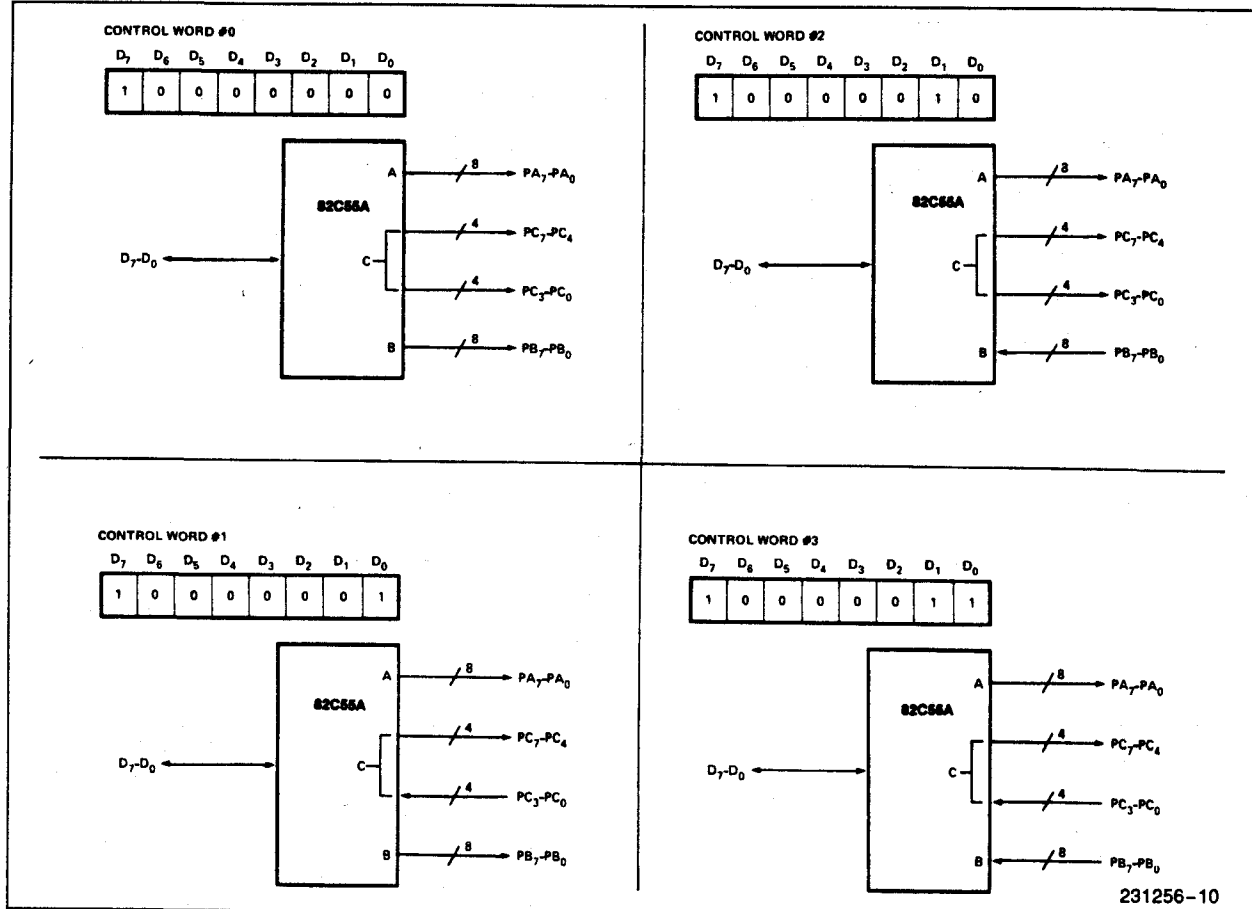 CONTROL WORD #0
D7 D6 D5 D4 D3 D2 D1 D0
1 0 0 0 0 0 0 0
82C55A
A
8
PA7-PA0
4
PC7-PC4
D7-D0
C
4
PC3-PC0
B
8
PB7-PB0
CONTROL WORD #2
D7 D6 D5 D4 D3 D2 D1 D0
1 0 0 0 0 0 1 0
82C55A
A
8
PA7-PA0
4
PC7-PC4
D7-D0
C
4
PC3-PC0
B
8
PB7-PB0
CONTROL WORD #1
D7 D6 D5 D4 D3 D2 D1 D0
1 0 0 0 0 0 0 1
82C55A
A
8
PA7-PA0
4
PC7-PC4
D7-D0
C
4
PC3-PC0
B
8
PB7-PB0
CONTROL WORD #3
D7 D6 D5 D4 D3 D2 D1 D0
1 0 0 0 0 0 1 1
82C55A
A
8
PA7-PA0
4
PC7-PC4
D7-D0
C
4
PC3-PC0
B
8
PB7-PB0
231256-10